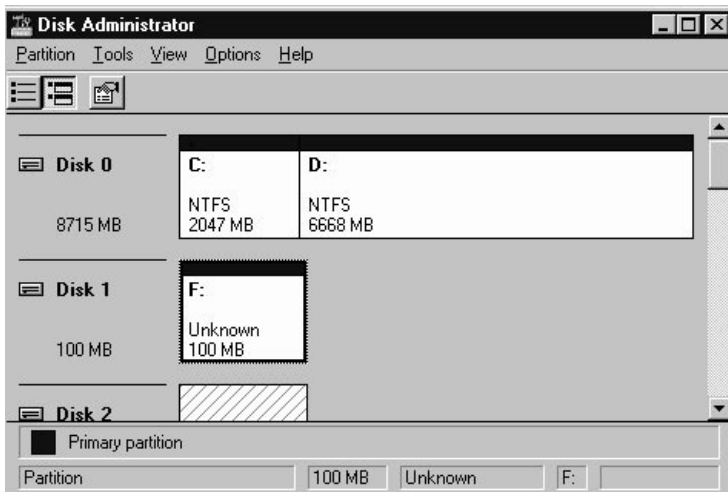 Disk Administrator
Partition Tools View Options Help
Disk 0
8715 MB
C:
NTFS
2047 MB
D:
NTFS
6668 MB
Disk 1
100 MB
F:
Unknown
100 MB
Disk 2
Primary partition
Partition 100 MB Unknown F: